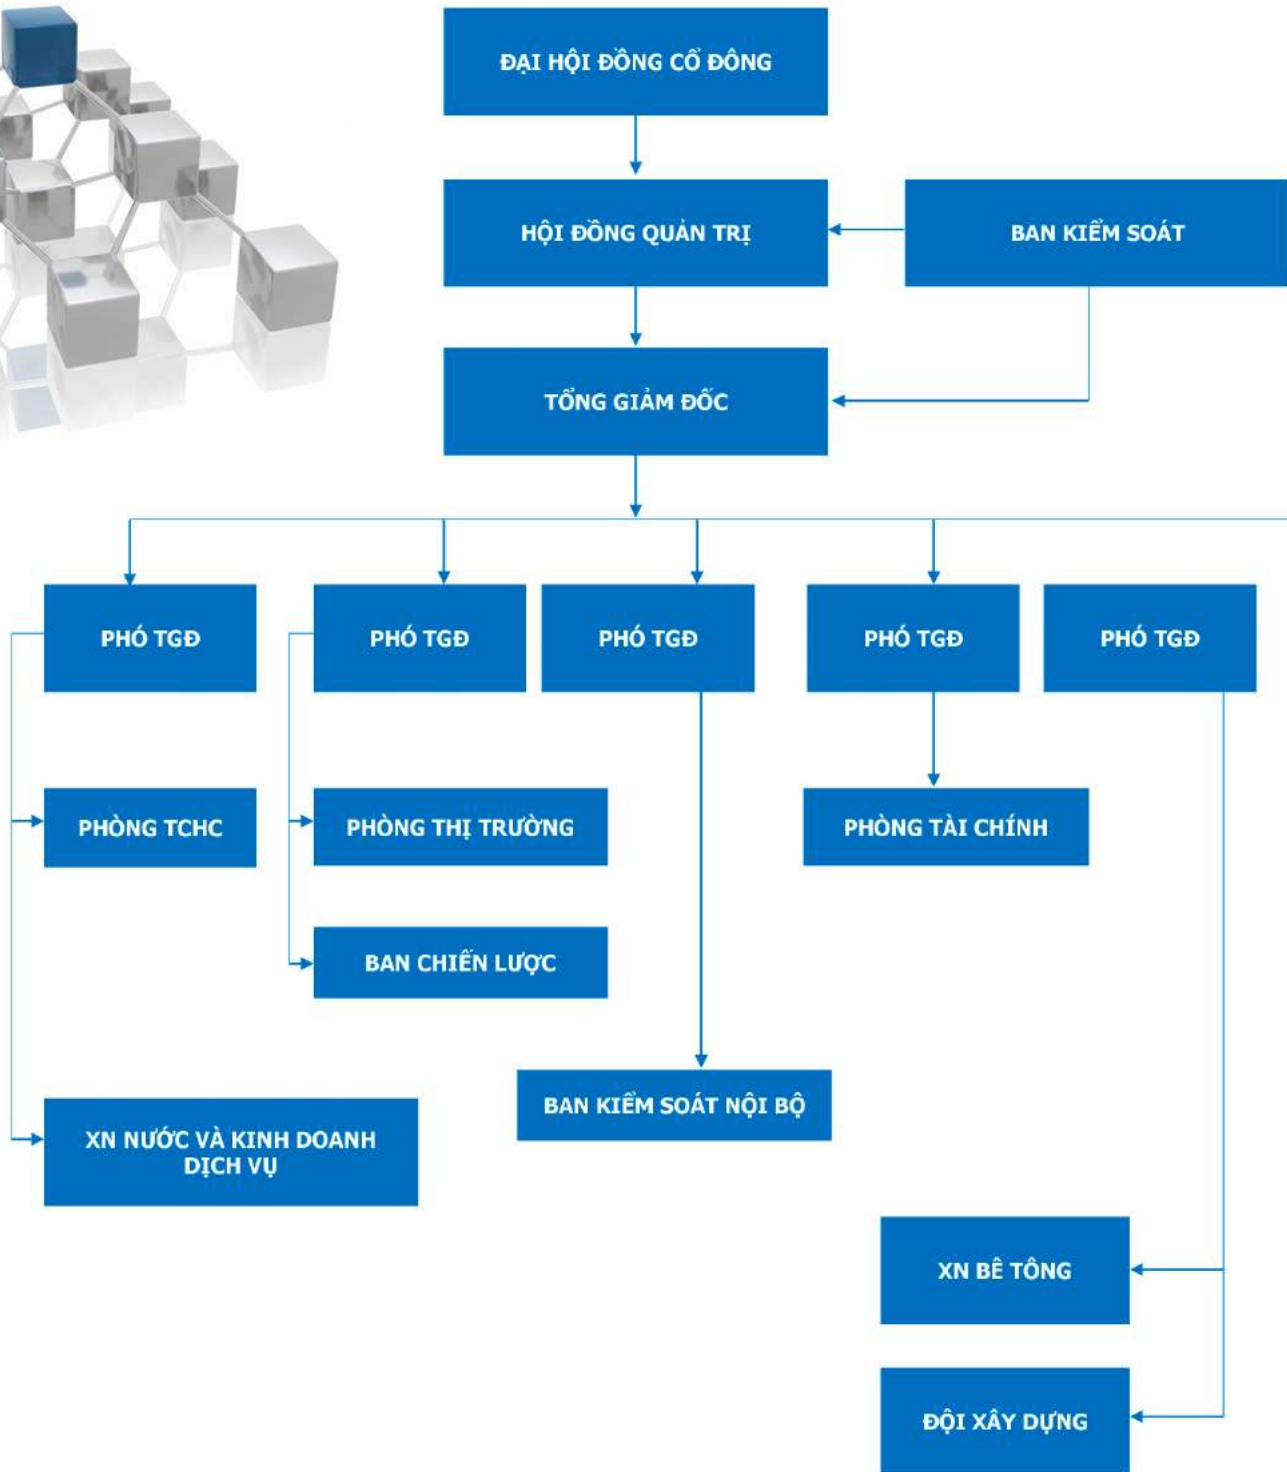 ĐẠI HỘI ĐỒNG CỔ ĐÔNG
HỘI ĐỒNG QUẢN TRỊ
BAN KIỂM SOÁT
TỔNG GIẢM ĐỐC
PHÓ TGĐ
PHÓ TGĐ
PHÓ TGĐ
PHÓ TGĐ
PHÓ TGĐ
PHÒNG TCHC
PHÒNG THỊ TRƯỜNG
PHÒNG TÀI CHÍNH
BAN CHIẾN LƯỢC
BAN KIỂM SOÁT NỘI BỘ
XN NƯỚC VÀ KINH DOANH
DỊCH VỤ
XN BÊ TÔNG
ĐỘI XÂY DỰNG